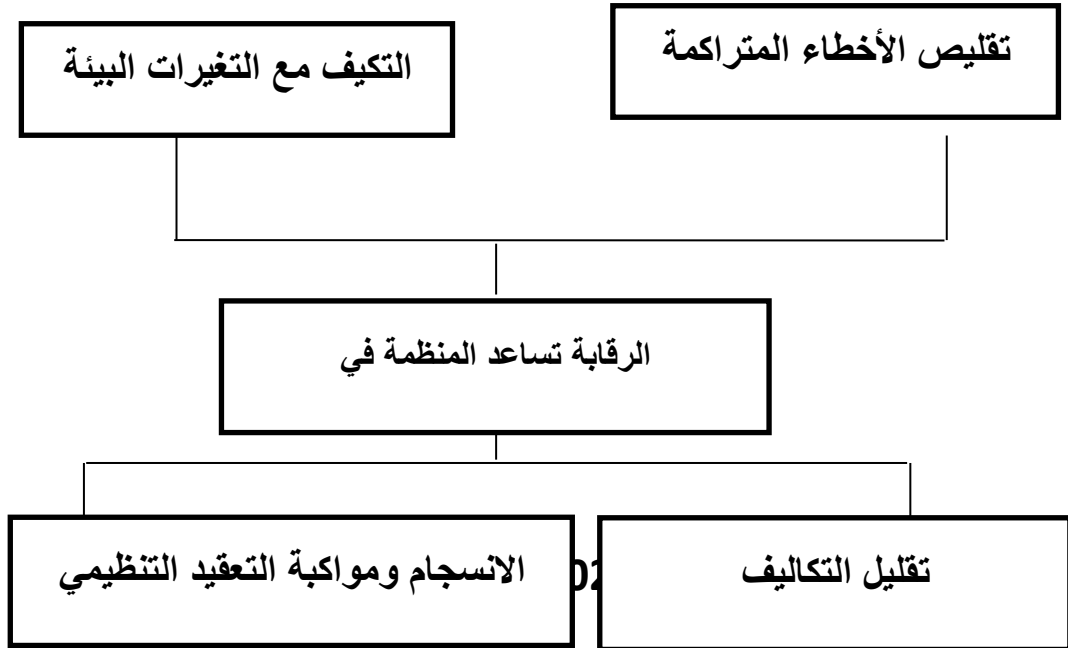 تقليص الأخطاء المتراكمة
التكيف مع التغيرات البيئة
الرقابة تساعد المنظمة في
تقليل التكاليف
الانسجام ومواكبة التعقيد التنظيمي